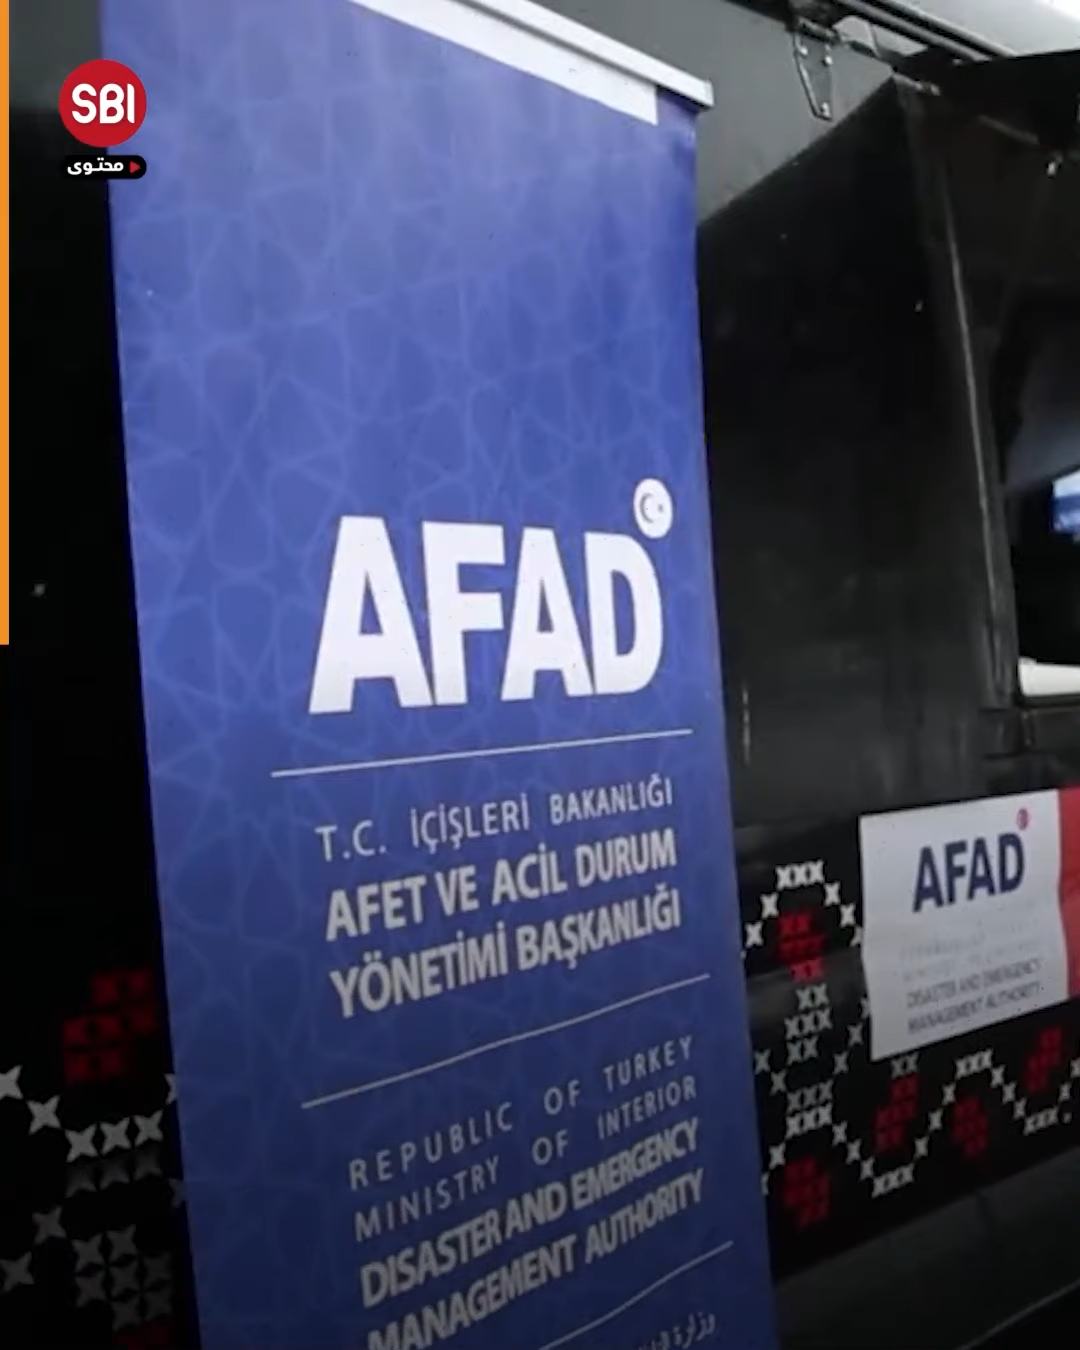 SBI
محتوى
AFAD
T.C. İÇİŞLERİ BAKANLIĞI
AFET VE ACİL DURUM
YÖNETİMİ BAŞKANLIĞI
REPUBLIC OF TURKEY
MINISTRY OF INTERIOR
DISASTER AND EMERGENCY
MANAGEMENT AUTHORITY
وزارة
AFAD
DISASTER AND EMERGENCY
MANAGEMENT AUTHORITY